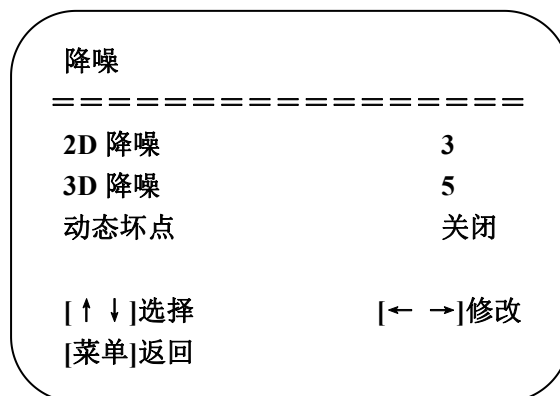 降噪
=================
2D 降噪 3
3D 降噪 5
动态坏点 关闭
[↑ ↓]选择 [← →]修改
[菜单]返回